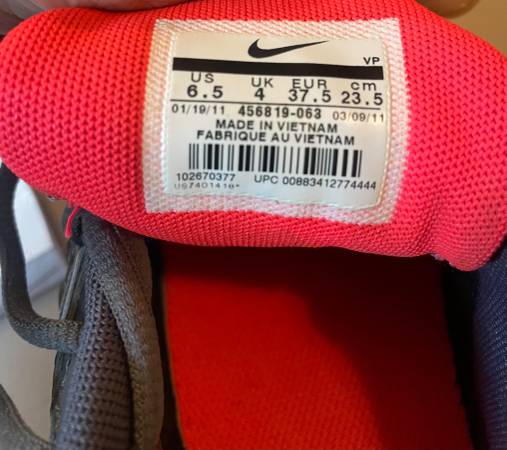 VP
US UK EUR cm
6.5 4 37.5 23.5
01/19/11 456819-063 03/09/11
MADE IN VIETNAM
FABRIQUE AU VIETNAM
102670377 UPC 00883412774444
US7401418*